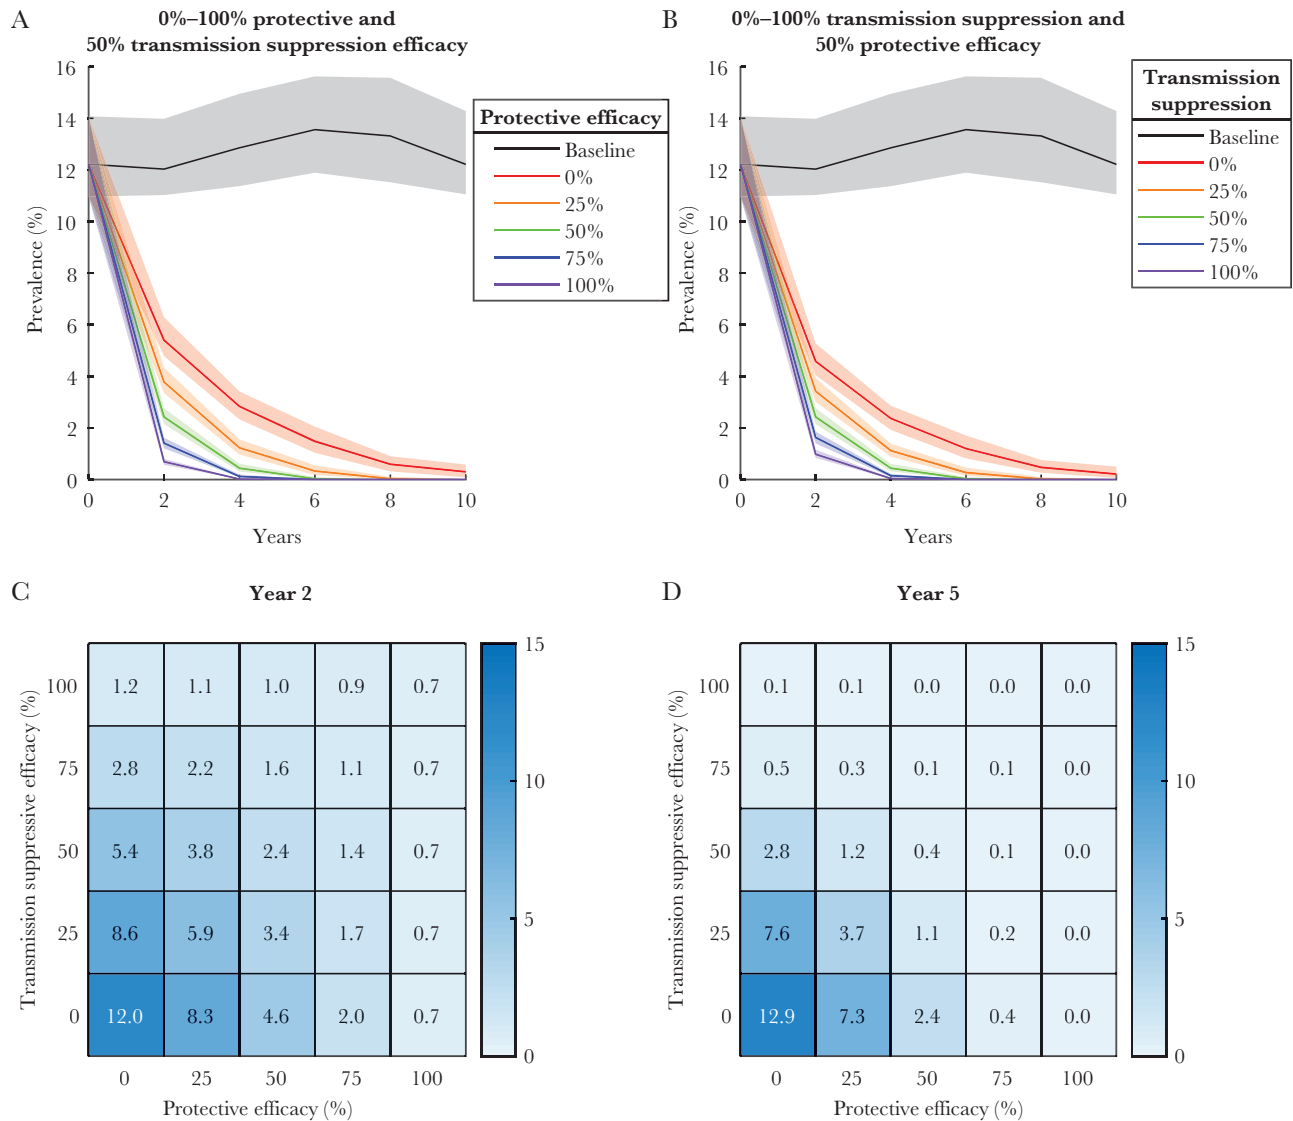 A
0%–100% protective and
50% transmission suppression efficacy
16
14
12
10
8
6
4
2
0
Prevalence (%)
0 2 4 6 8 10
Years
Protective efficacy
Baseline
0%
25%
50%
75%
100%
B
0%–100% transmission suppression and
50% protective efficacy
16
14
12
10
8
6
4
2
0
Prevalence (%)
0 2 4 6 8 10
Years
Transmission
suppression
Baseline
0%
25%
50%
75%
100%
C
Year 2
Transmission suppressive efficacy (%)
100 1.2 1.1 1.0 0.9 0.7
75 2.8 2.2 1.6 1.1 0.7
50 5.4 3.8 2.4 1.4 0.7
25 8.6 5.9 3.4 1.7 0.7
0 12.0 8.3 4.6 2.0 0.7
0 25 50 75 100
Protective efficacy (%)
15
10
5
0
D
Year 5
Transmission suppressive efficacy (%)
100 0.1 0.1 0.0 0.0 0.0
75 0.5 0.3 0.1 0.1 0.0
50 2.8 1.2 0.4 0.1 0.0
25 7.6 3.7 1.1 0.2 0.0
0 12.9 7.3 2.4 0.4 0.0
0 25 50 75 100
Protective efficacy (%)
15
10
5
0